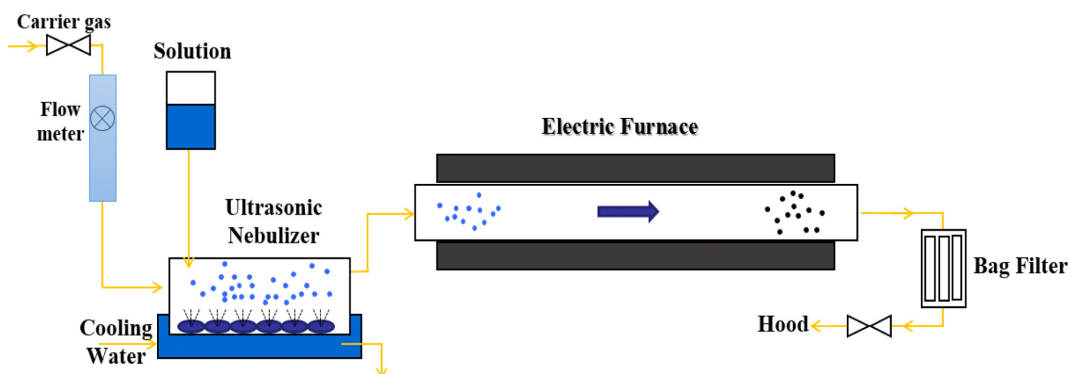 Carrier gas
Solution
Flow
meter
Electric Furnace
Ultrasonic
Nebulizer
Bag Filter
Cooling
Water
Hood